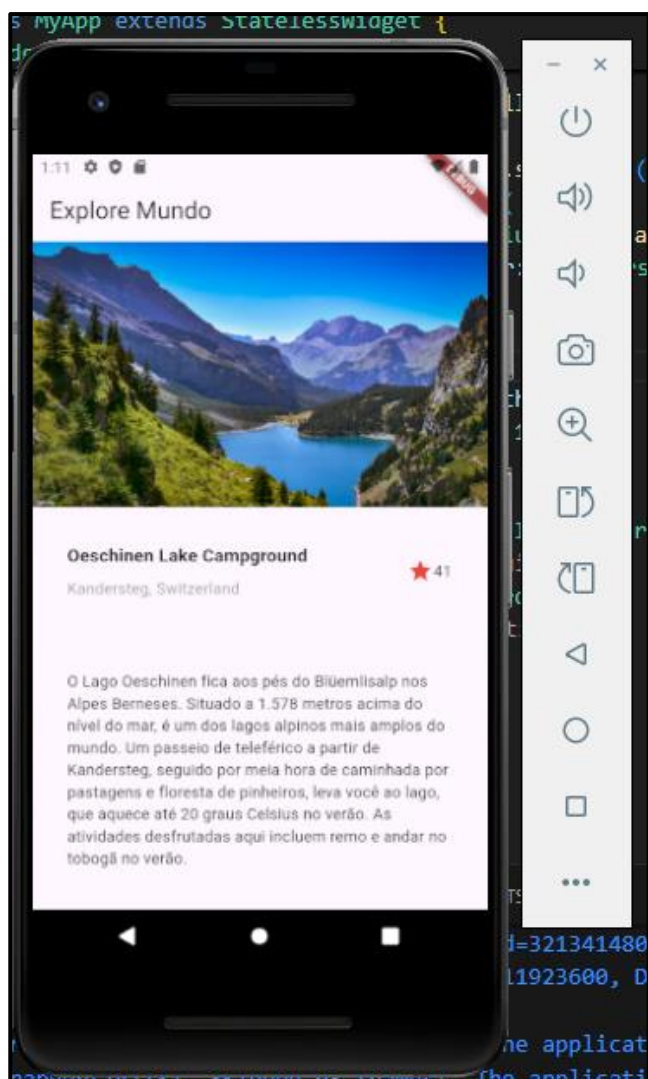 s MyApp extends StatelessWidget {
1:11
DEBUG
Explore Mundo
Oeschinen Lake Campground
41
Kandersteg, Switzerland
O Lago Oeschinen fica aos pés do Blüemlisalp nos
Alpes Berneses. Situado a 1.578 metros acima do
nível do mar, é um dos lagos alpinos mais amplos do
mundo. Um passeio de teleférico a partir de
Kandersteg, seguido por meia hora de caminhada por
pastagens e floresta de pinheiros, leva você ao lago,
que aquece até 20 graus Celsius no verão. As
atividades desfrutadas aqui incluem remo e andar no
tobogã no verão.
d=321341480
11923600, D
he applicat
The applicati